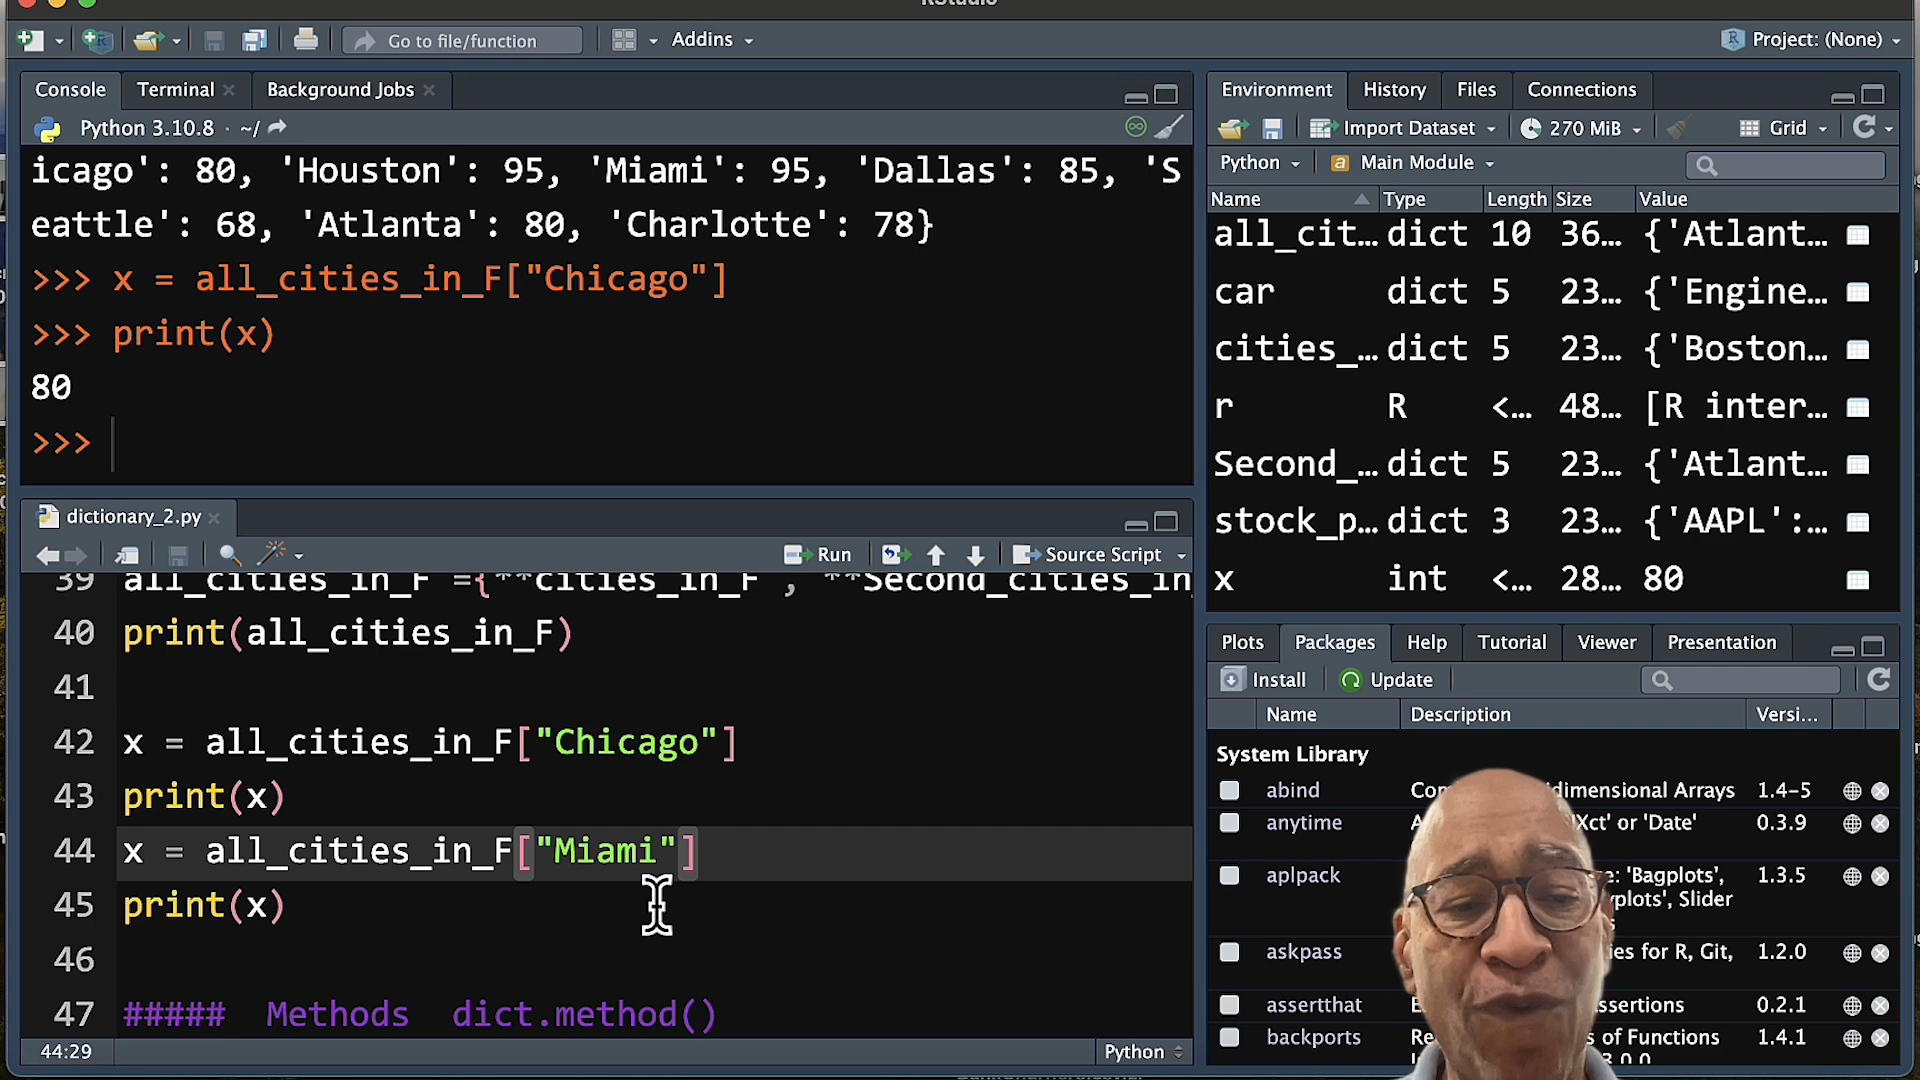 RStudio
Go to file/function
Addins
Project: (None)
Console Terminal Background Jobs
Python 3.10.8 · ~/
icago': 80, 'Houston': 95, 'Miami': 95, 'Dallas': 85, 'S
eattle': 68, 'Atlanta': 80, 'Charlotte': 78}
>>> x = all_cities_in_F["Chicago"]
>>> print(x)
80
>>>
dictionary_2.py
Run Source Script
39 all_cities_in_F ={**cities_in_F , **Second_cities_in_
40 print(all_cities_in_F)
41
42 x = all_cities_in_F["Chicago"]
43 print(x)
44 x = all_cities_in_F["Miami"]
45 print(x)
46
47 ##### Methods dict.method()
44:29 Python
Environment History Files Connections
Import Dataset 270 MiB Grid
Python Main Module
Name Type Length Size Value
all_cit… dict 10 36… {'Atlant…
car dict 5 23… {'Engine…
cities_… dict 5 23… {'Boston…
r R <… 48… [R inter…
Second_… dict 5 23… {'Atlant…
stock_p… dict 3 23… {'AAPL':…
x int <… 28… 80
Plots Packages Help Tutorial Viewer Presentation
Install Update
Name Description Versi…
System Library
abind dimensional Arrays 1.4-5
anytime or 'Date' 0.3.9
aplpack 'Bagplots', 1.3.5
Slider
askpass for R, Git, 1.2.0
assertthat 0.2.1
backports of Functions 1.4.1